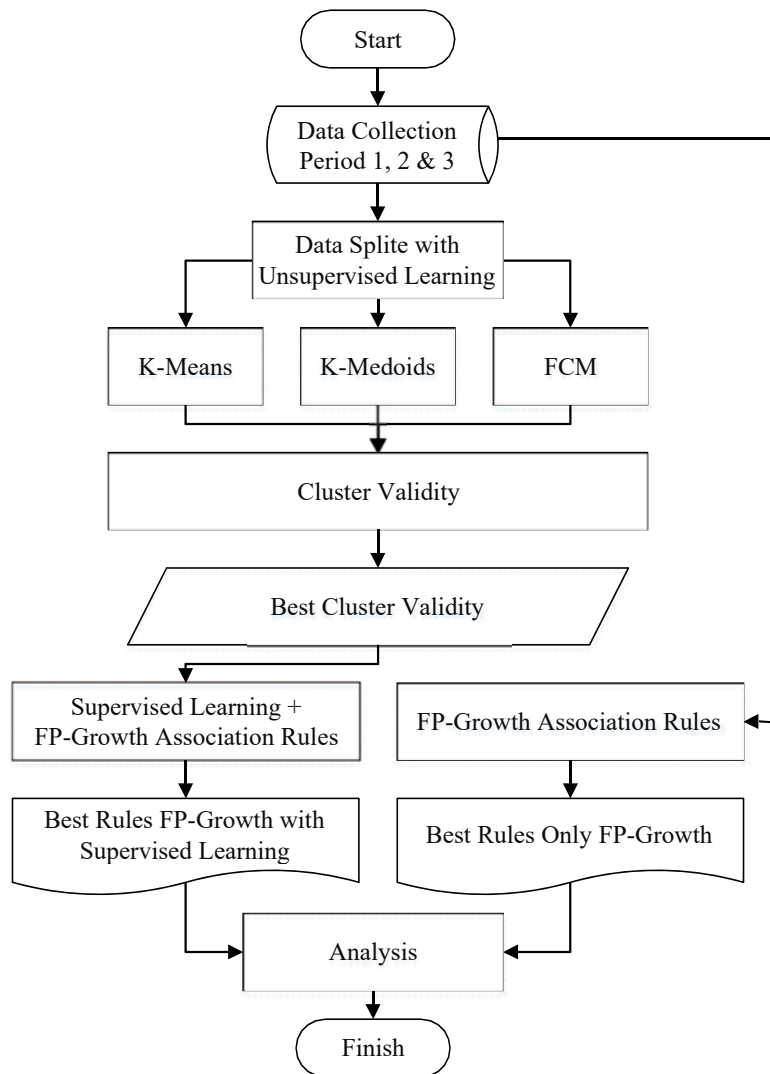 Start
Data Collection
Period 1, 2 & 3
Data Splite with
Unsupervised Learning
K-Means
K-Medoids
FCM
Cluster Validity
Best Cluster Validity
Supervised Learning +
FP-Growth Association Rules
FP-Growth Association Rules
Best Rules FP-Growth with
Supervised Learning
Best Rules Only FP-Growth
Analysis
Finish